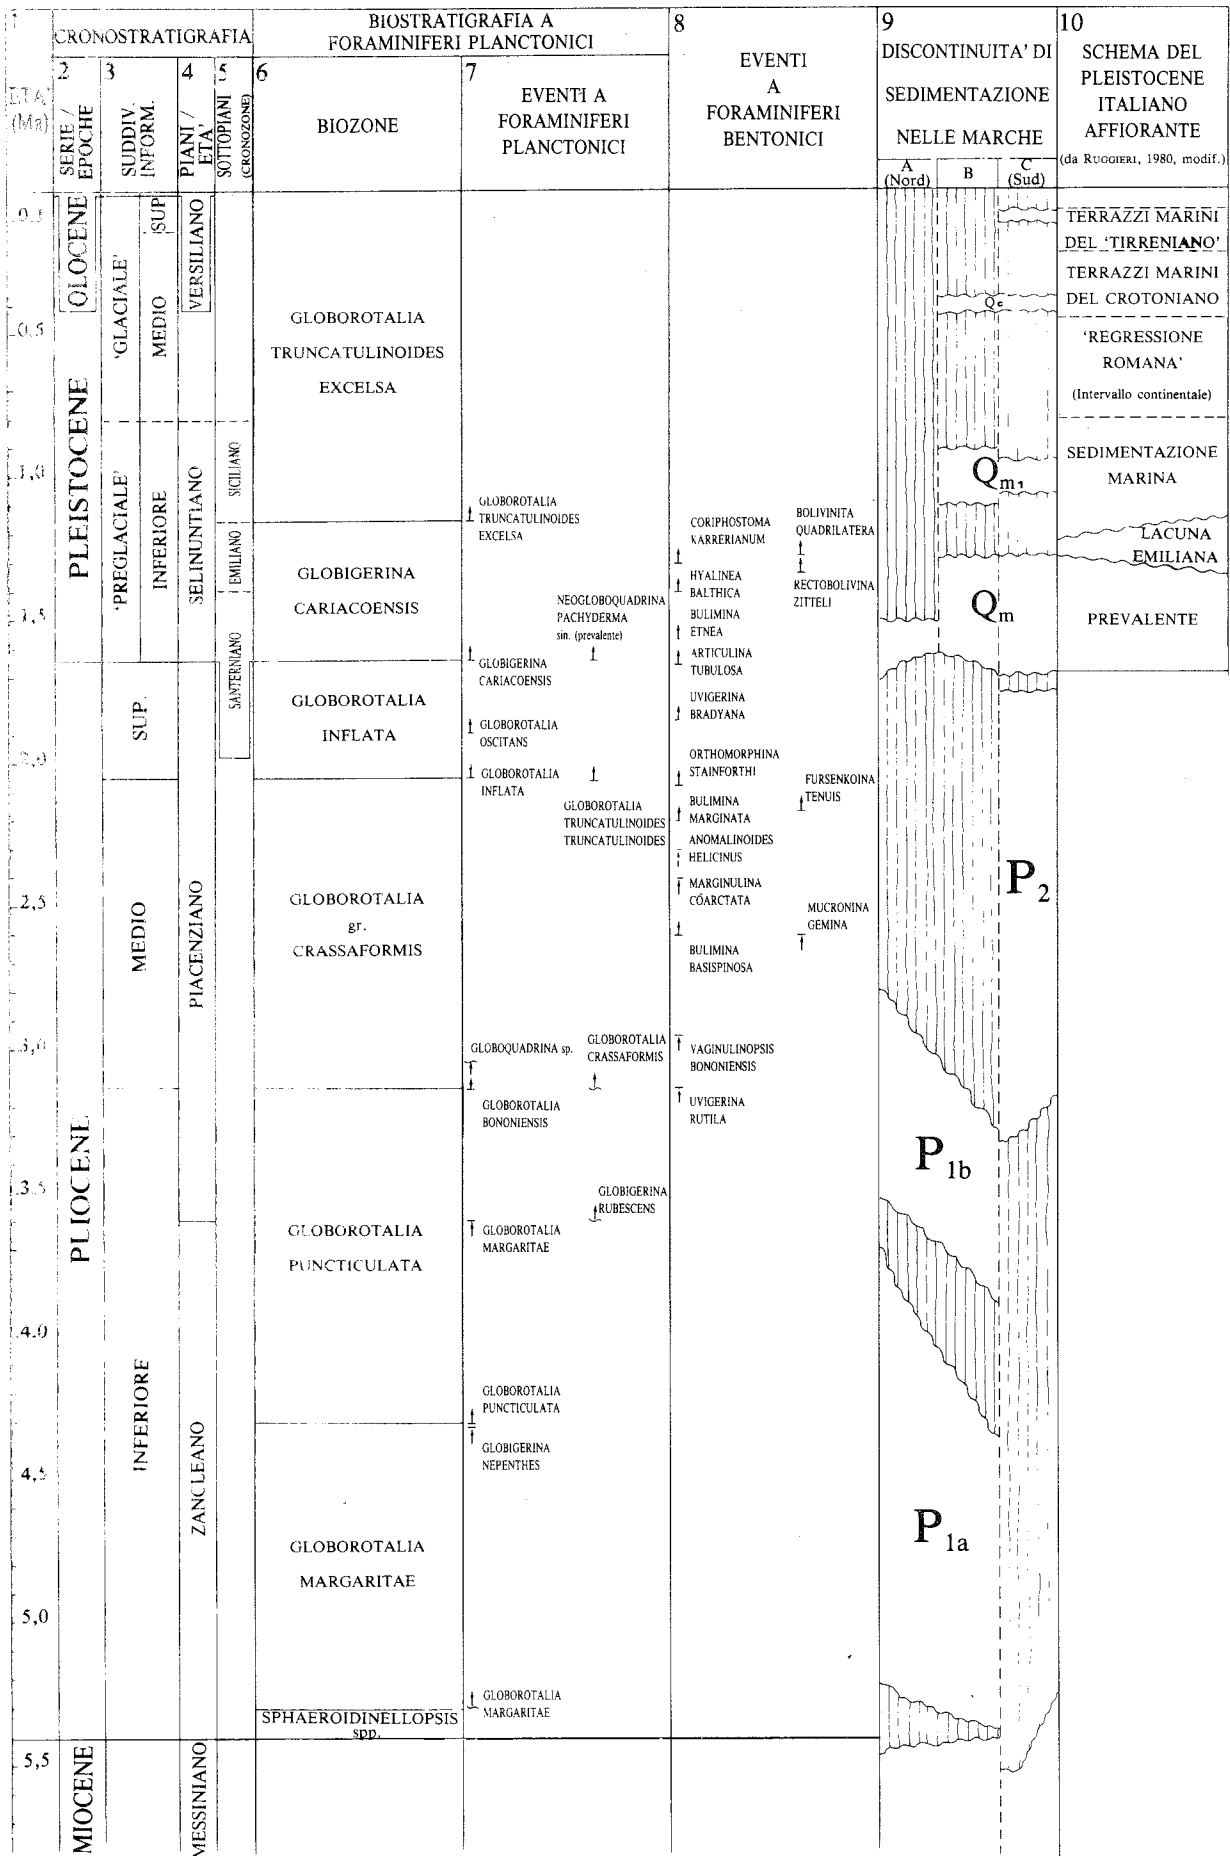 1
CRONOSTRATIGRAFIA
BIOSTRATIGRAFIA A
FORAMINIFERI PLANCTONICI
8
EVENTI
A
FORAMINIFERI
BENTONICI
9
DISCONTINUITA' DI
SEDIMENTAZIONE
NELLE MARCHE
10
SCHEMA DEL
PLEISTOCENE
ITALIANO
AFFIORANTE
(da RUGGIERI, 1980, modif.)
ETA'
(Ma)
2
SERIE /
EPOCHE
3
SUDDIV.
INFORM.
4
PIANI /
ETA'
5
SOTTOPIANI
(CRONOZONE)
6
BIOZONE
7
EVENTI A
FORAMINIFERI
PLANCTONICI
A
(Nord)
B
C
(Sud)
0,1
0,5
1,0
1,5
2,0
2,5
3,0
3,5
4,0
4,5
5,0
5,5
OLOCENE
PLEISTOCENE
PLIOCENE
MIOCENE
'GLACIALE'
'PREGLACIALE'
SUP.
MEDIO
INFERIORE
SUP.
MEDIO
INFERIORE
VERSILIANO
SELINUNTIANO
PIACENZIANO
ZANCLEANO
MESSINIANO
SICILIANO
EMILIANO
SANTERNIANO
GLOBOROTALIA
TRUNCATULINOIDES
EXCELSA
GLOBIGERINA
CARIACOENSIS
GLOBOROTALIA
INFLATA
GLOBOROTALIA
gr.
CRASSAFORMIS
GLOBOROTALIA
PUNCTICULATA
GLOBOROTALIA
MARGARITAE
SPHAEROIDINELLOPSIS
spp.
GLOBOROTALIA
TRUNCATULINOIDES
EXCELSA
NEOGLOBOQUADRINA
PACHYDERMA
sin. (prevalente)
GLOBIGERINA
CARIACOENSIS
GLOBOROTALIA
OSCITANS
GLOBOROTALIA
INFLATA
GLOBOROTALIA
TRUNCATULINOIDES
TRUNCATULINOIDES
GLOBOQUADRINA sp.
GLOBOROTALIA
CRASSAFORMIS
GLOBOROTALIA
BONONIENSIS
GLOBIGERINA
RUBESCENS
GLOBOROTALIA
MARGARITAE
GLOBOROTALIA
PUNCTICULATA
GLOBIGERINA
NEPENTHES
GLOBOROTALIA
MARGARITAE
CORIPHOSTOMA
KARRERIANUM
BOLIVINITA
QUADRILATERA
HYALINEA
BALTHICA
RECTOBOLIVINA
ZITTELI
BULIMINA
ETNEA
ARTICULINA
TUBULOSA
UVIGERINA
BRADYANA
ORTHOMORPHINA
STAINFORTHI
FURSENKOINA
TENUIS
BULIMINA
MARGINATA
ANOMALINOIDES
HELICINUS
MARGINULINA
COARCTATA
MUCRONINA
GEMINA
BULIMINA
BASISPINOSA
VAGINULINOPSIS
BONONIENSIS
UVIGERINA
RUTILA
Qc
Qm1
Qm
P2
P1b
P1a
TERRAZZI MARINI
DEL 'TIRRENIANO'
TERRAZZI MARINI
DEL CROTONIANO
'REGRESSIONE
ROMANA'
(Intervallo continentale)
SEDIMENTAZIONE
MARINA
LACUNA
EMILIANA
PREVALENTE